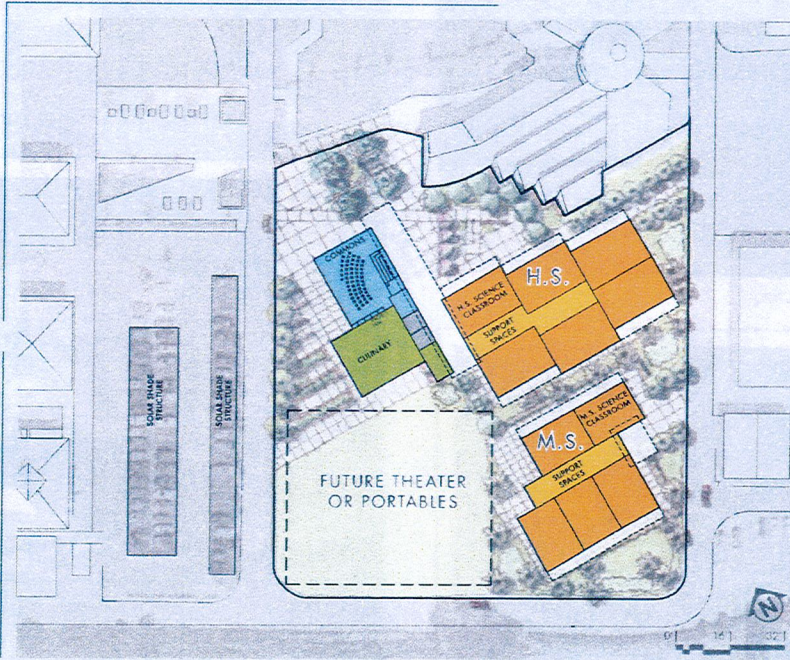 COMMONS
CULINARY
H.S. SCIENCE
CLASSROOM
H.S.
SUPPORT
SPACES
M.S. SCIENCE
CLASSROOM
M.S.
SUPPORT
SPACES
SOLAR SHADE
STRUCTURE
SOLAR SHADE
STRUCTURE
FUTURE THEATER
OR PORTABLES
N
0 16 32